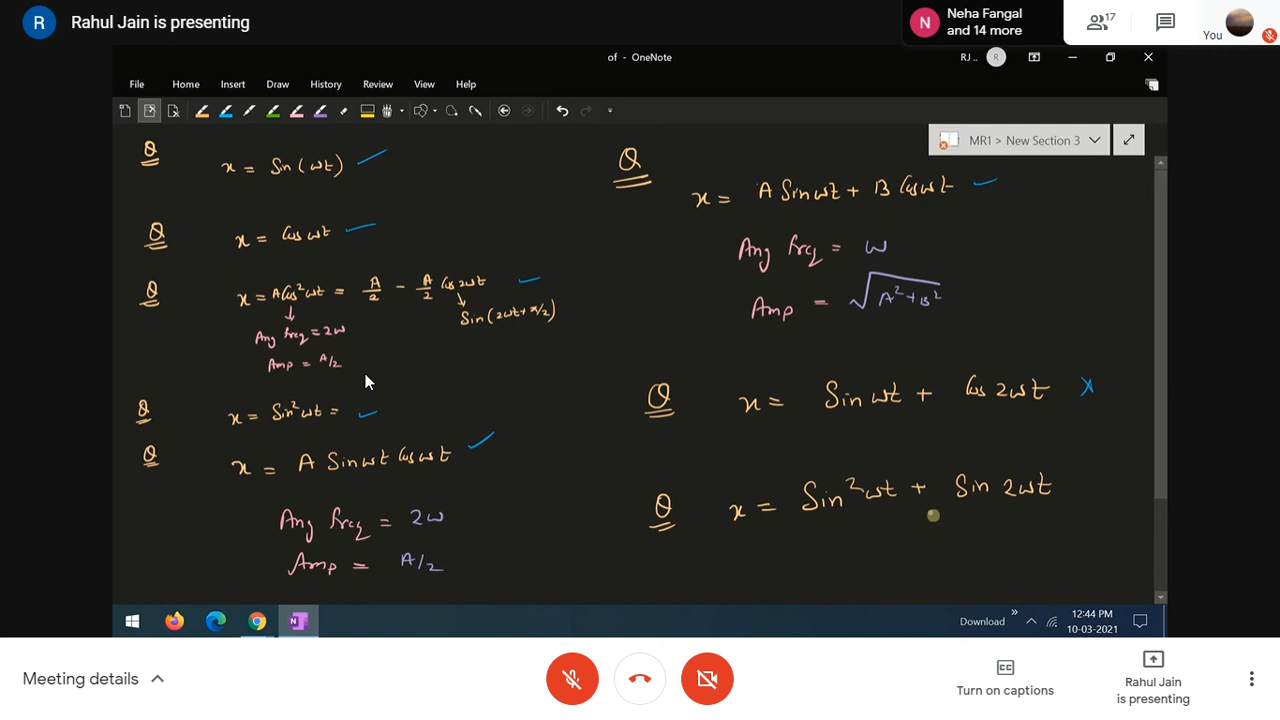 R Rahul Jain is presenting
N Neha Fangal
and 14 more
17
You
of - OneNote
RJ ..
R
File Home Insert Draw History Review View Help
MR1 > New Section 3
Q x = Sin(ωt)
Q x = Cos ωt
Q x = A Cos²ωt = A/2 - A/2 Cos 2ωt
Sin(2ωt + π/2)
Ang freq = 2ω
Amp = A/2
Q x = Sin²ωt =
Q x = A Sinωt Cosωt
Ang freq = 2ω
Amp = A/2
Q
x = A Sinωt + B Cosωt
Ang freq = ω
Amp = √A²+B²
Q x = Sin ωt + Cos 2ωt x
Q x = Sin²ωt + Sin 2ωt
Download
»
12:44 PM
10-03-2021
Meeting details
CC
Turn on captions
Rahul Jain
is presenting